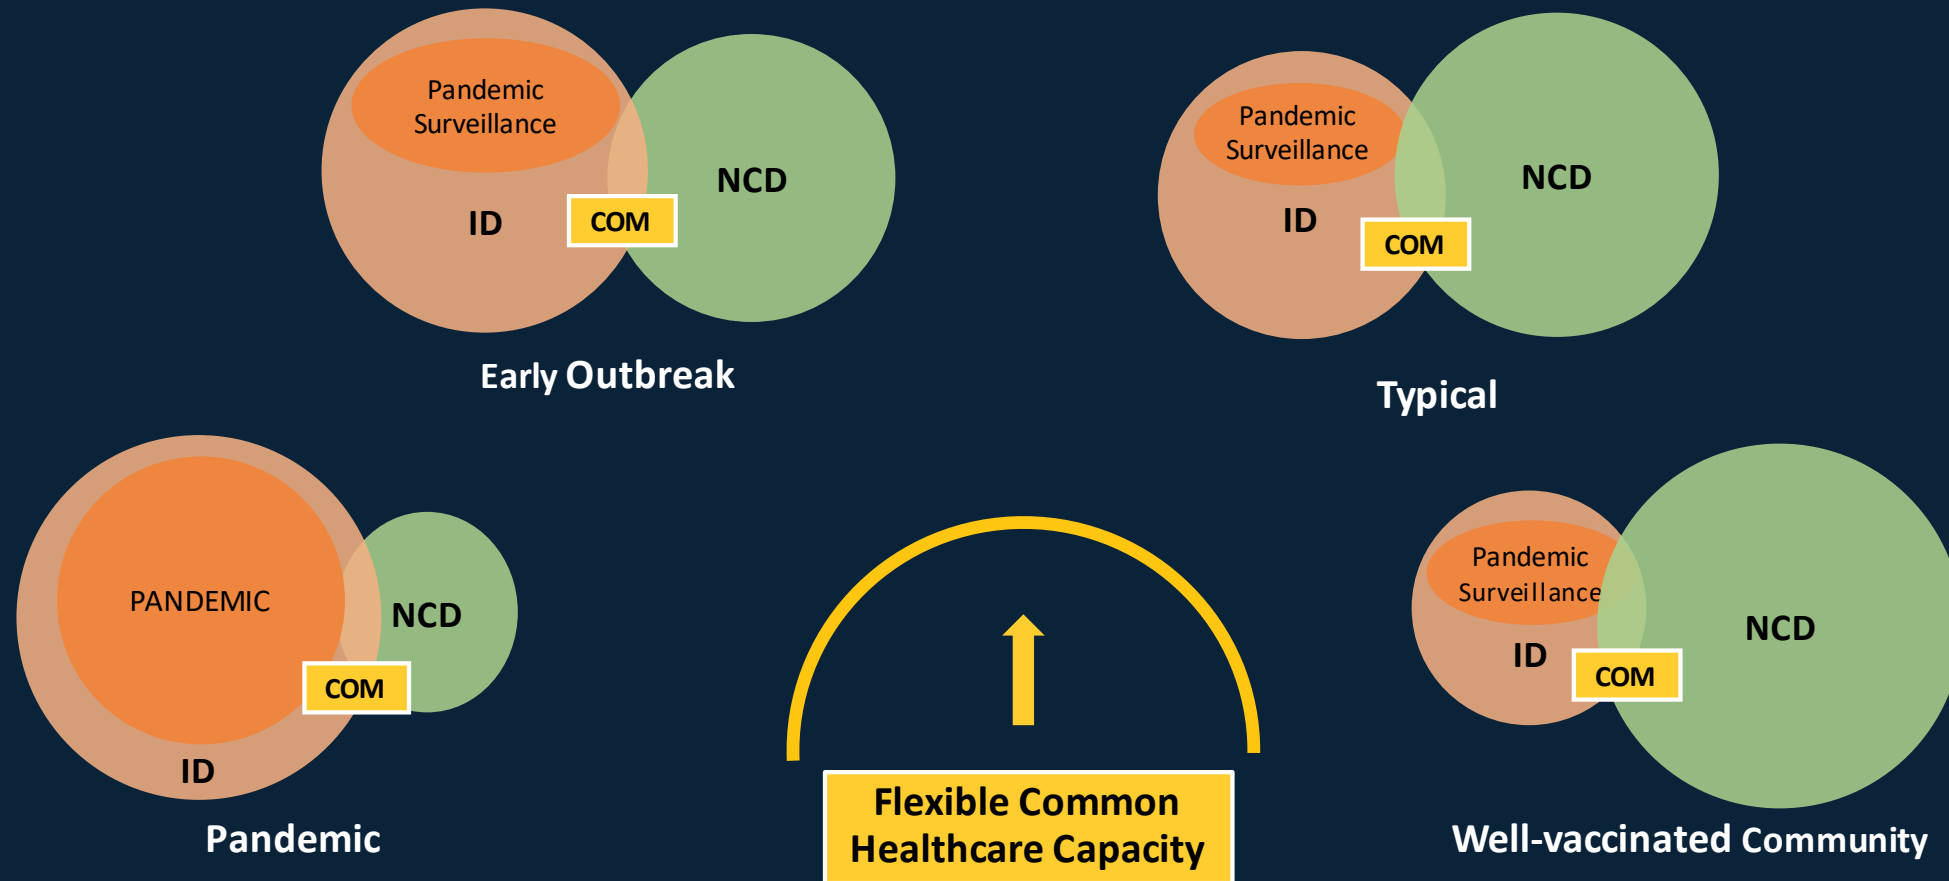 Pandemic
Surveillance
NCD
ID
COM
Early Outbreak
Pandemic
Surveillance
NCD
ID
COM
Typical
PANDEMIC
NCD
COM
ID
Pandemic
Flexible Common
Healthcare Capacity
Pandemic
Surveillance
NCD
ID
COM
Well-vaccinated Community